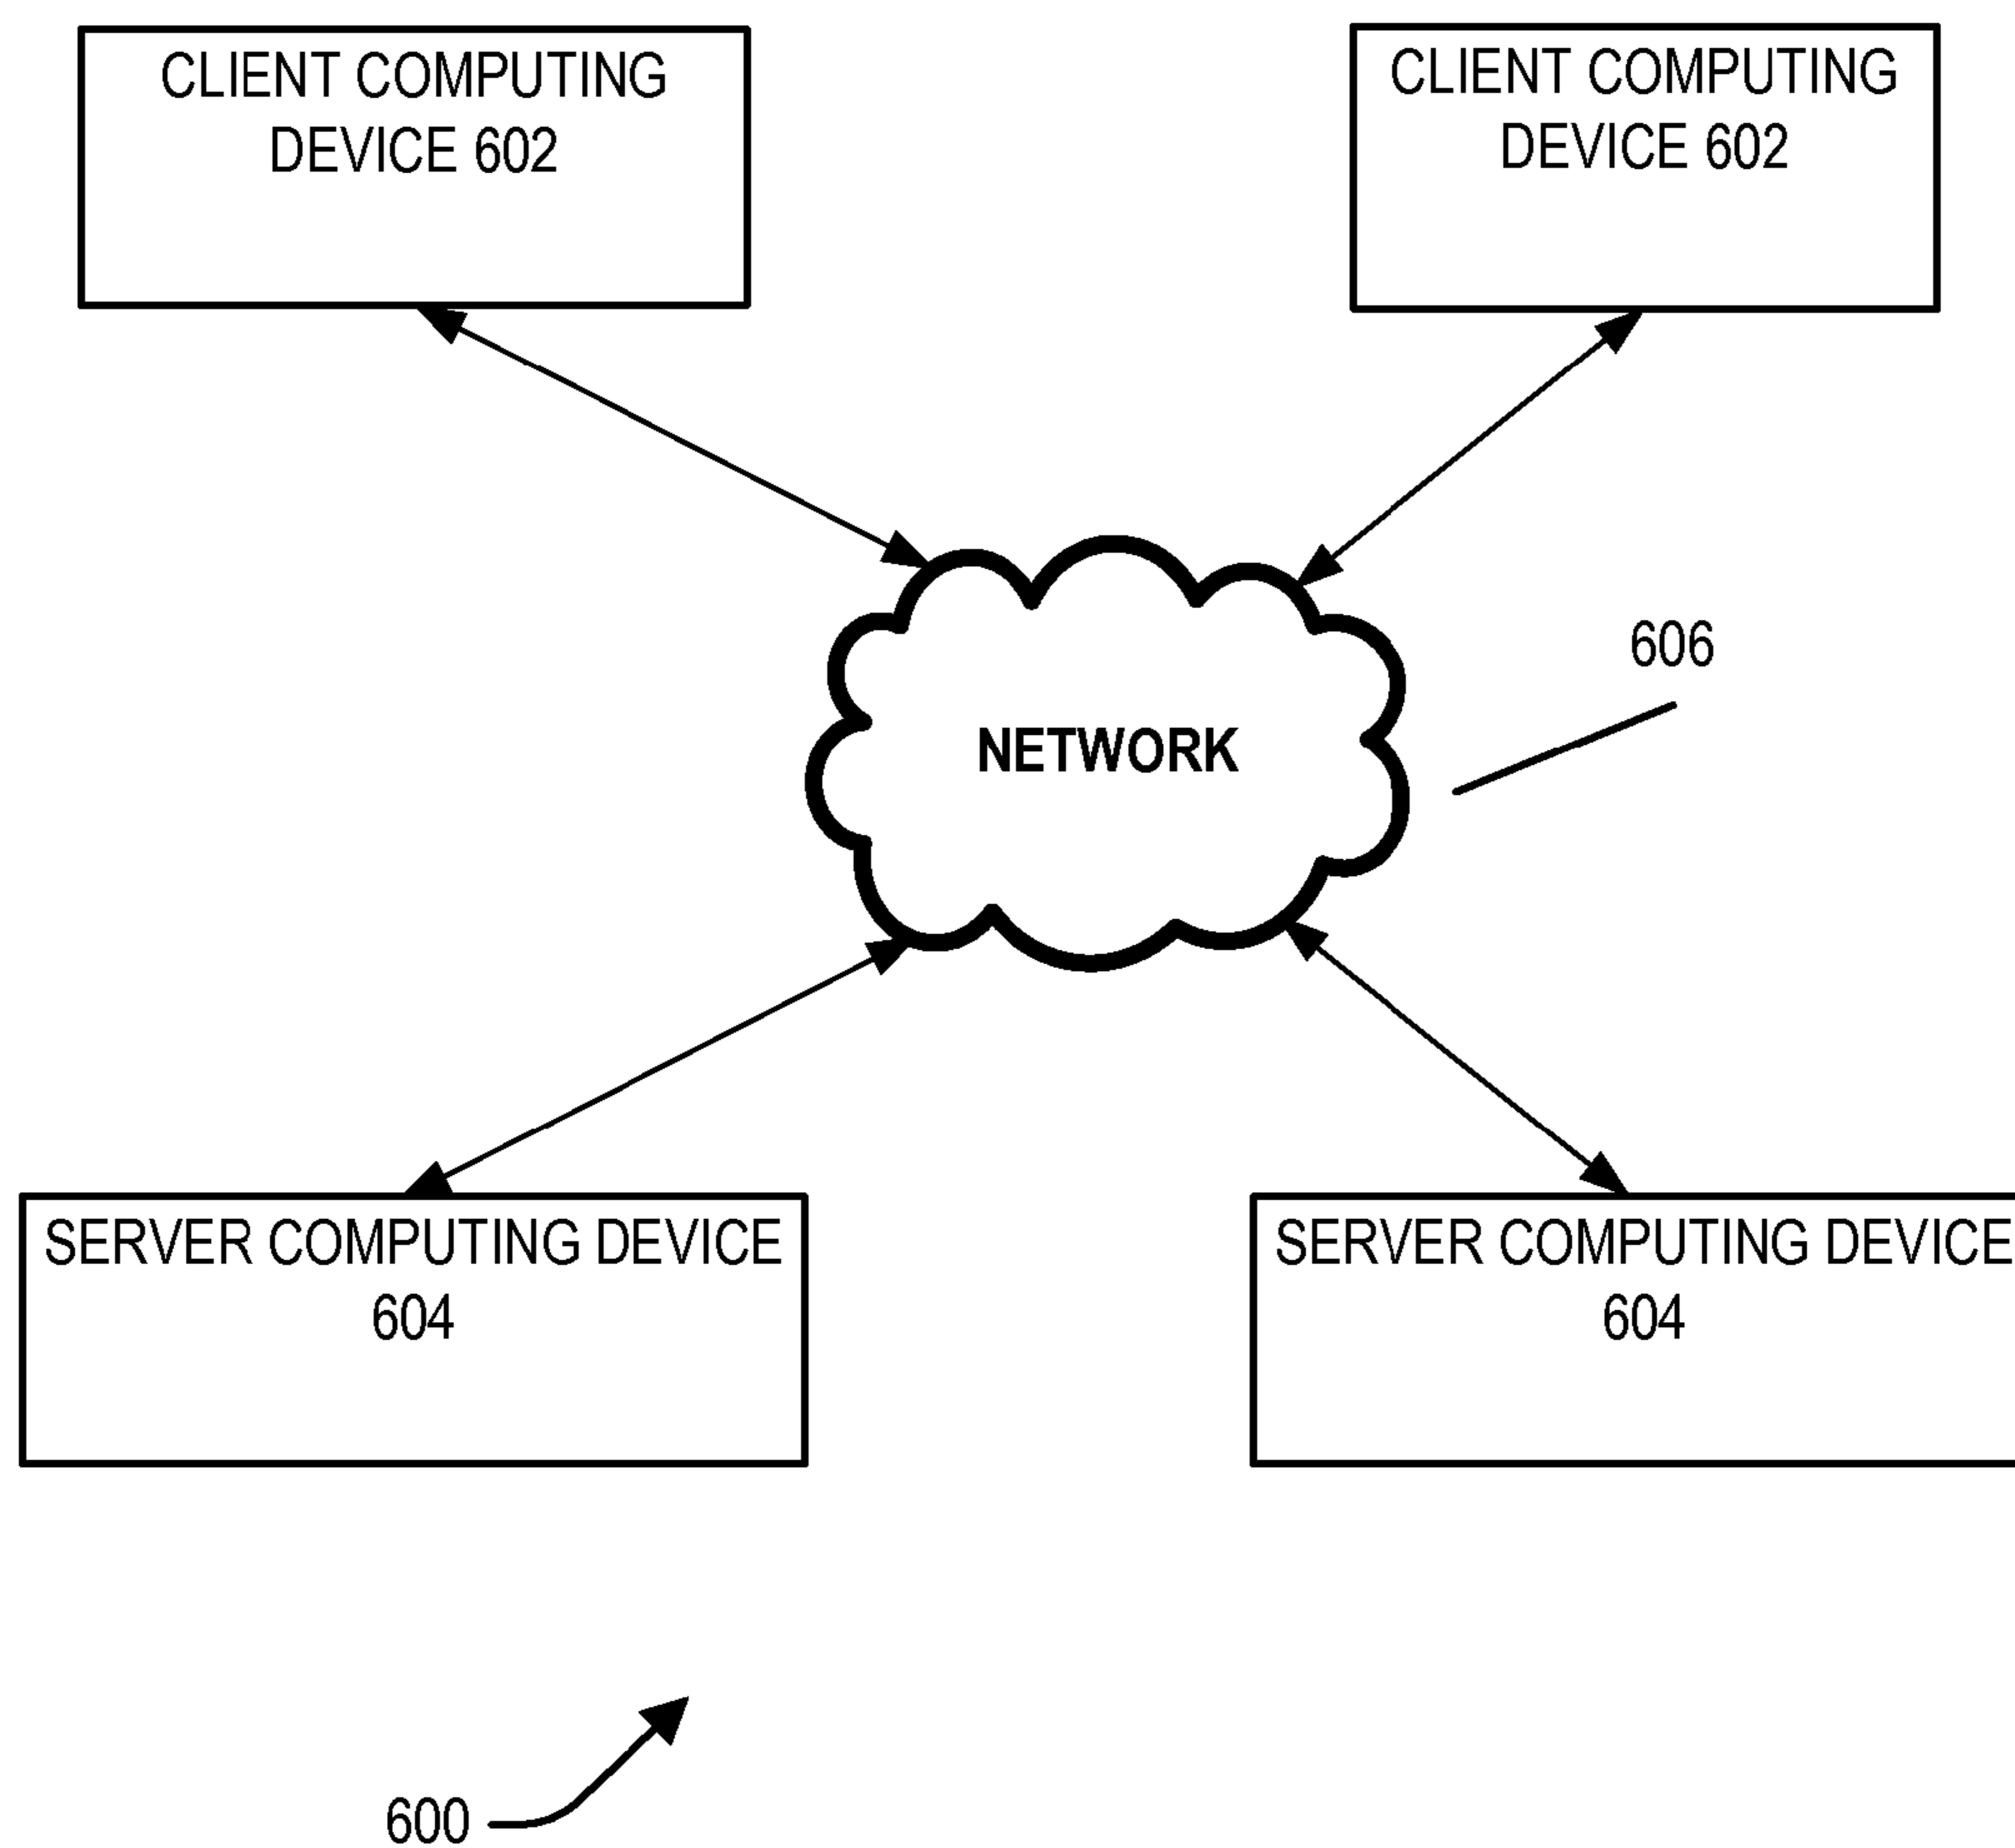 CLIENT COMPUTING
DEVICE 602
CLIENT COMPUTING
DEVICE 602
606
NETWORK
SERVER COMPUTING DEVICE
604
SERVER COMPUTING DEVICE
604
600